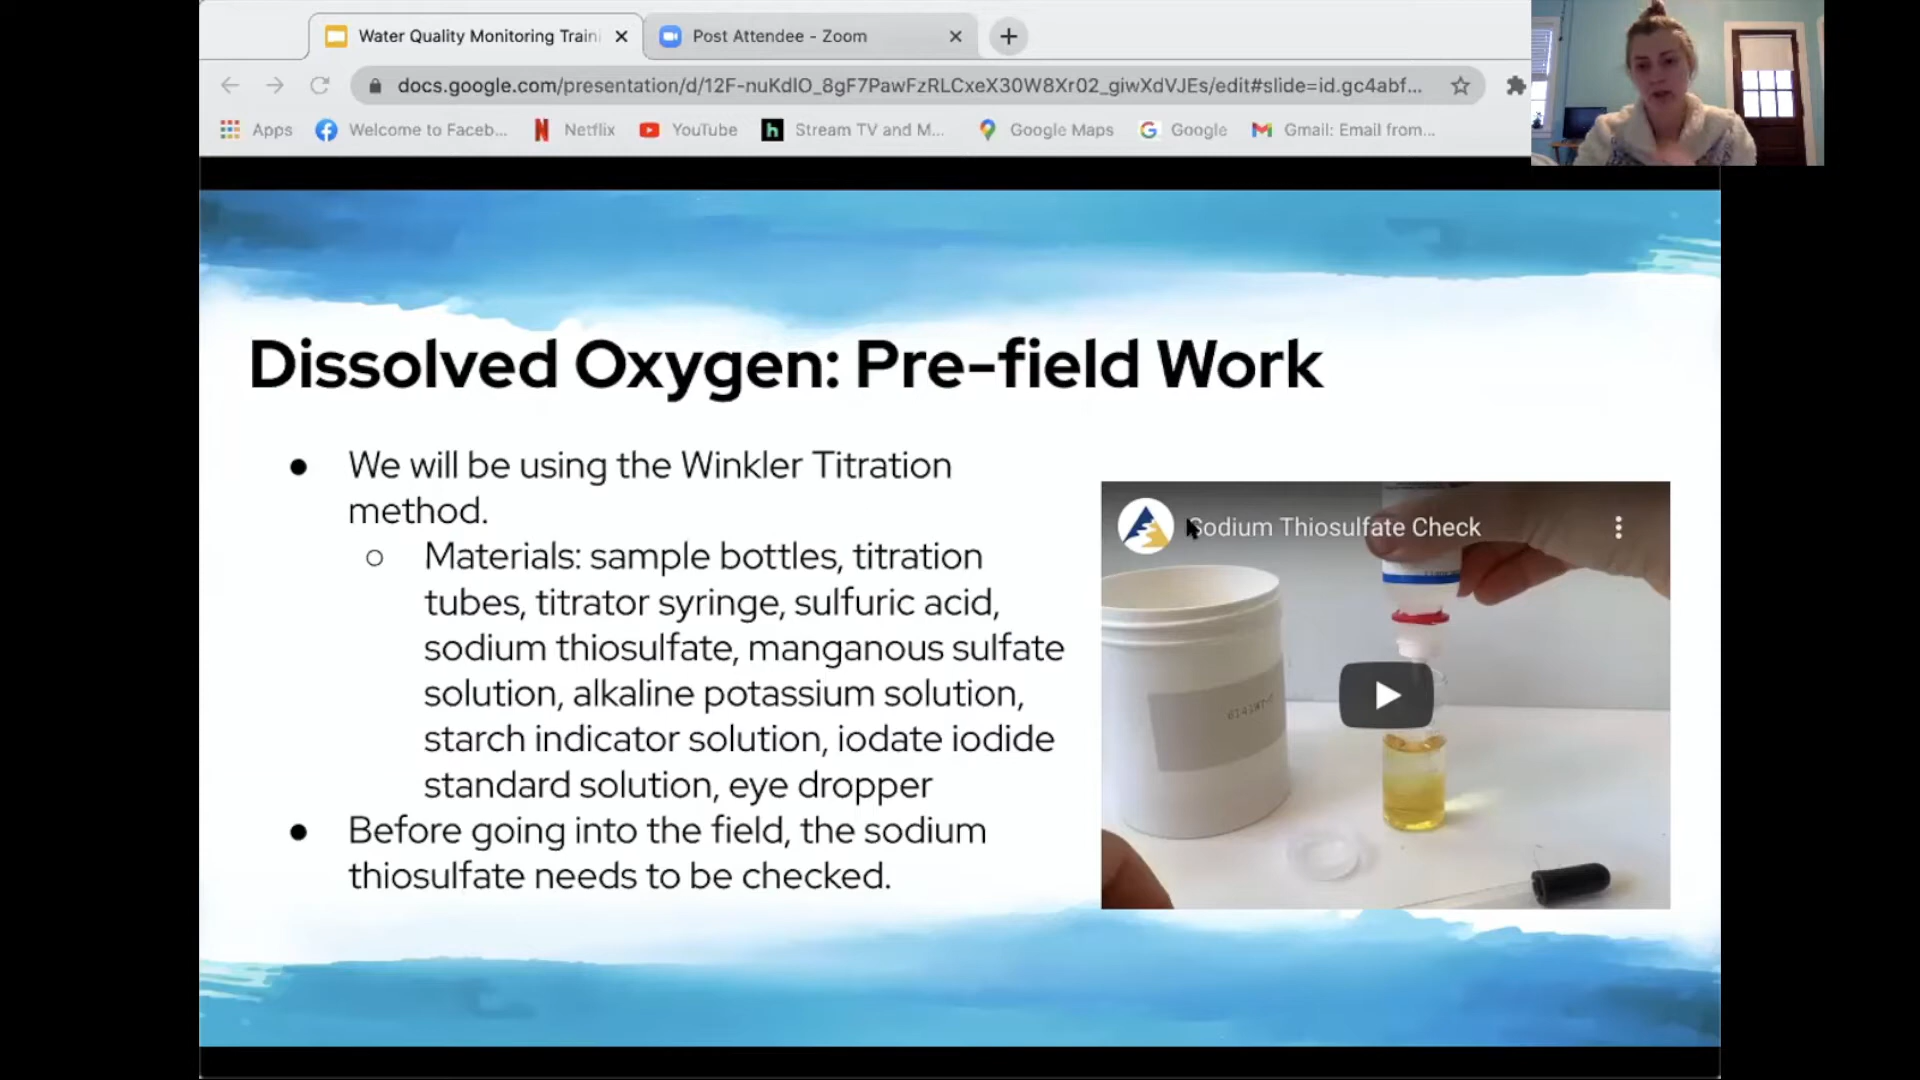 Water Quality Monitoring Traini
Post Attendee - Zoom
docs.google.com/presentation/d/12F-nuKdIO_8gF7PawFzRLCxeX30W8Xr02_giwXdVJEs/edit#slide=id.gc4abf...
Apps
Welcome to Faceb...
Netflix
YouTube
Stream TV and M...
Google Maps
Google
Gmail: Email from...
Dissolved Oxygen: Pre-field Work
● We will be using the Winkler Titration
method.
○ Materials: sample bottles, titration
tubes, titrator syringe, sulfuric acid,
sodium thiosulfate, manganous sulfate
solution, alkaline potassium solution,
starch indicator solution, iodate iodide
standard solution, eye dropper
● Before going into the field, the sodium
thiosulfate needs to be checked.
Sodium Thiosulfate Check